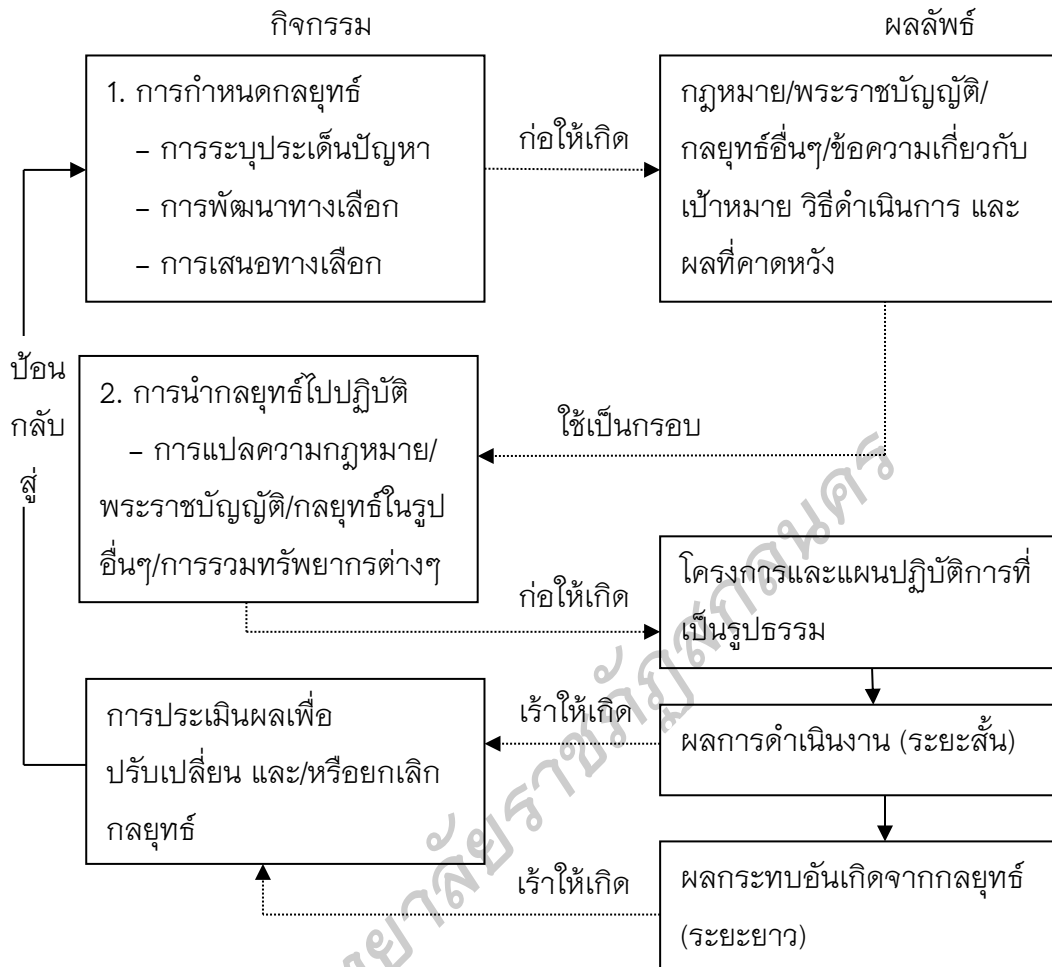 กิจกรรม
ผลลัพธ์
1. การกำหนดกลยุทธ์
– การระบุประเด็นปัญหา
– การพัฒนาทางเลือก
– การเสนอทางเลือก
ก่อให้เกิด
กฎหมาย/พระราชบัญญัติ/
กลยุทธ์อื่นๆ/ข้อความเกี่ยวกับ
เป้าหมาย วิธีดำเนินการ และ
ผลที่คาดหวัง
ป้อน
กลับ
สู่
2. การนำกลยุทธ์ไปปฏิบัติ
– การแปลความกฎหมาย/
พระราชบัญญัติ/กลยุทธ์ในรูป
อื่นๆ/การรวมทรัพยากรต่างๆ
ใช้เป็นกรอบ
ก่อให้เกิด
โครงการและแผนปฏิบัติการที่
เป็นรูปธรรม
การประเมินผลเพื่อ
ปรับเปลี่ยน และ/หรือยกเลิก
กลยุทธ์
เร้าให้เกิด
ผลการดำเนินงาน (ระยะสั้น)
เร้าให้เกิด
ผลกระทบอันเกิดจากกลยุทธ์
(ระยะยาว)
ยาลัยราชภัฏสกลนคร